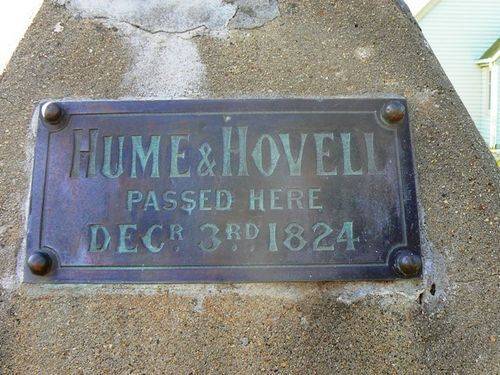 HUME & HOVELL
PASSED HERE
DECR. 3RD 1824